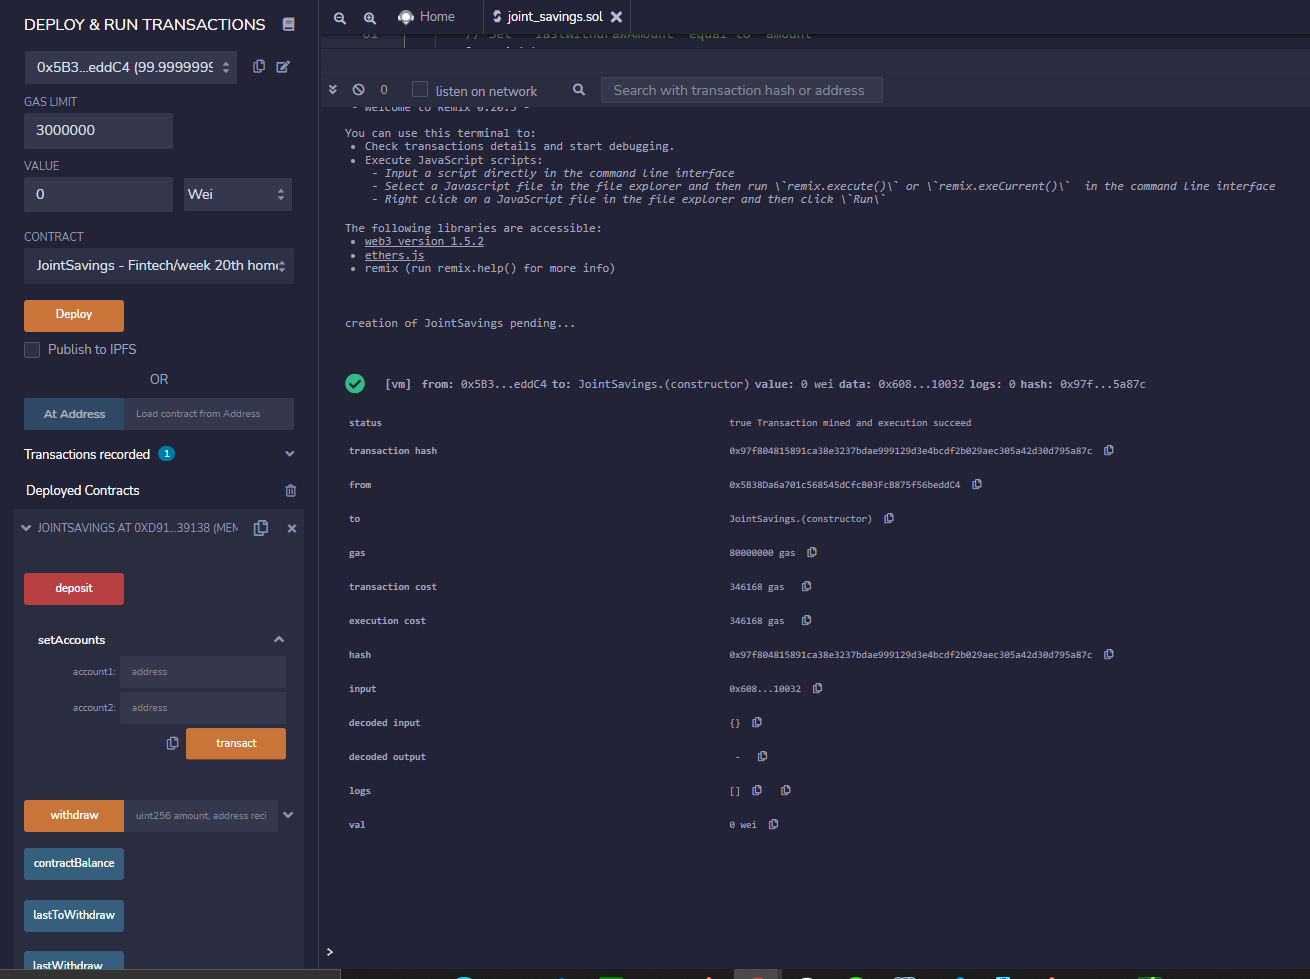 DEPLOY & RUN TRANSACTIONS
0x5B3...eddC4 (99.9999999
GAS LIMIT
3000000
VALUE
0
Wei
CONTRACT
JointSavings - Fintech/week 20th hom
Deploy
Publish to IPFS
OR
At Address
Load contract from Address
Transactions recorded 1
Deployed Contracts
JOINTSAVINGS AT 0XD91...39138 (MEM
deposit
setAccounts
account1: address
account2: address
transact
withdraw
uint256 amount, address reci
contractBalance
lastToWithdraw
lastWithdraw
Home
joint_savings.sol
61 // Set `lastWithdrawAmount` equal to `amount`
0
listen on network
Search with transaction hash or address
- Welcome to Remix 0.20.3 -
You can use this terminal to:
• Check transactions details and start debugging.
• Execute JavaScript scripts:
- Input a script directly in the command line interface
- Select a Javascript file in the file explorer and then run \`remix.execute()\` or \`remix.exeCurrent()\` in the command line interface
- Right click on a JavaScript file in the file explorer and then click \`Run\`
The following libraries are accessible:
• web3 version 1.5.2
• ethers.js
• remix (run remix.help() for more info)
creation of JointSavings pending...
[vm] from: 0x5B3...eddC4 to: JointSavings.(constructor) value: 0 wei data: 0x608...10032 logs: 0 hash: 0x97f...5a87c
status true Transaction mined and execution succeed
transaction hash 0x97f804815891ca38e3237bdae999129d3e4bcdf2b029aec305a42d30d795a87c
from 0x5B38Da6a701c568545dCfcB03FcB875f56beddC4
to JointSavings.(constructor)
gas 80000000 gas
transaction cost 346168 gas
execution cost 346168 gas
hash 0x97f804815891ca38e3237bdae999129d3e4bcdf2b029aec305a42d30d795a87c
input 0x608...10032
decoded input {}
decoded output -
logs []
val 0 wei
>